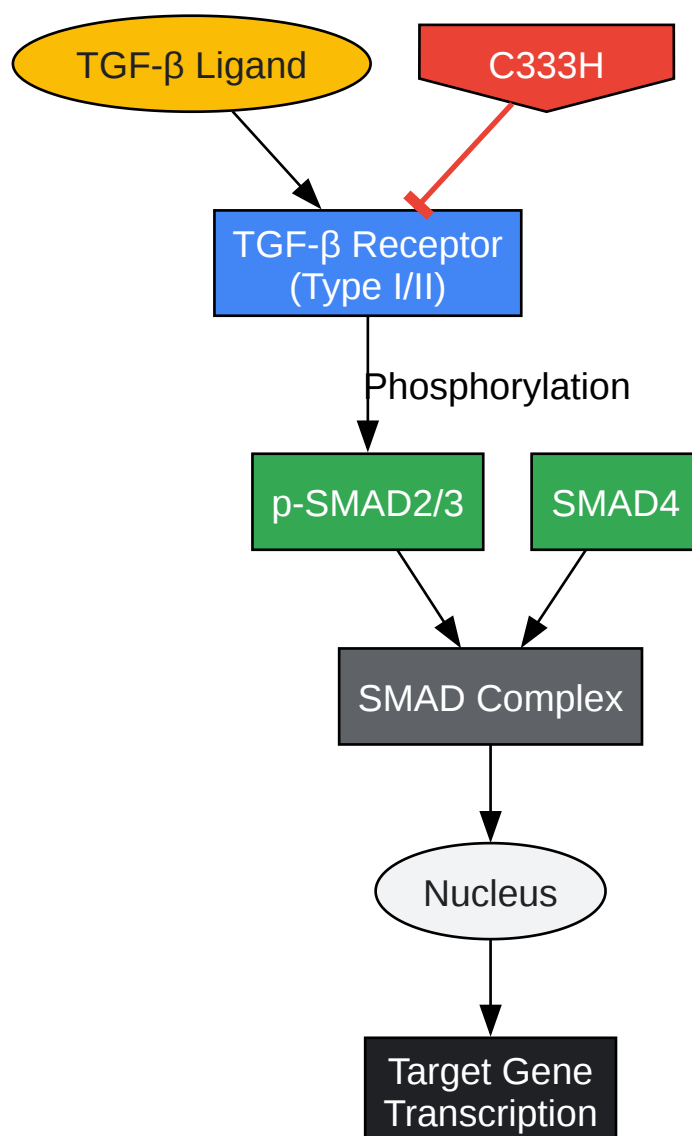 TGF-β Ligand
C333H
TGF-β Receptor
(Type I/II)
Phosphorylation
p-SMAD2/3
SMAD4
SMAD Complex
Nucleus
Target Gene
Transcription